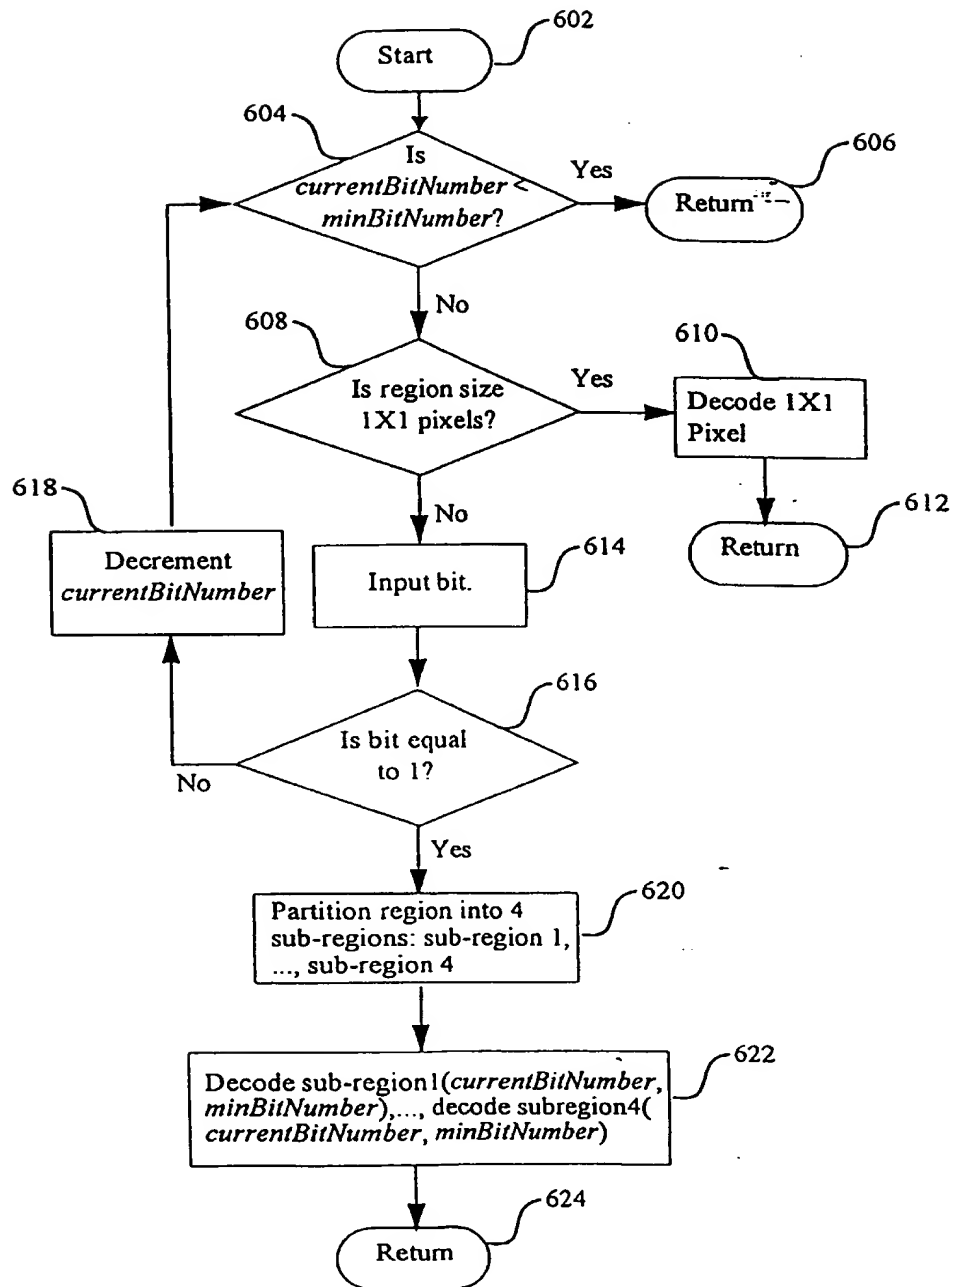 602
Start
604
Is
currentBitNumber <
minBitNumber?
Yes
606
Return
No
608
Is region size
1X1 pixels?
Yes
610
Decode 1X1
Pixel
618
No
612
Return
Decrement
currentBitNumber
614
Input bit.
616
Is bit equal
to 1?
No
Yes
620
Partition region into 4
sub-regions: sub-region 1,
..., sub-region 4
622
Decode sub-region1(currentBitNumber,
minBitNumber),..., decode subregion4(
currentBitNumber, minBitNumber)
624
Return